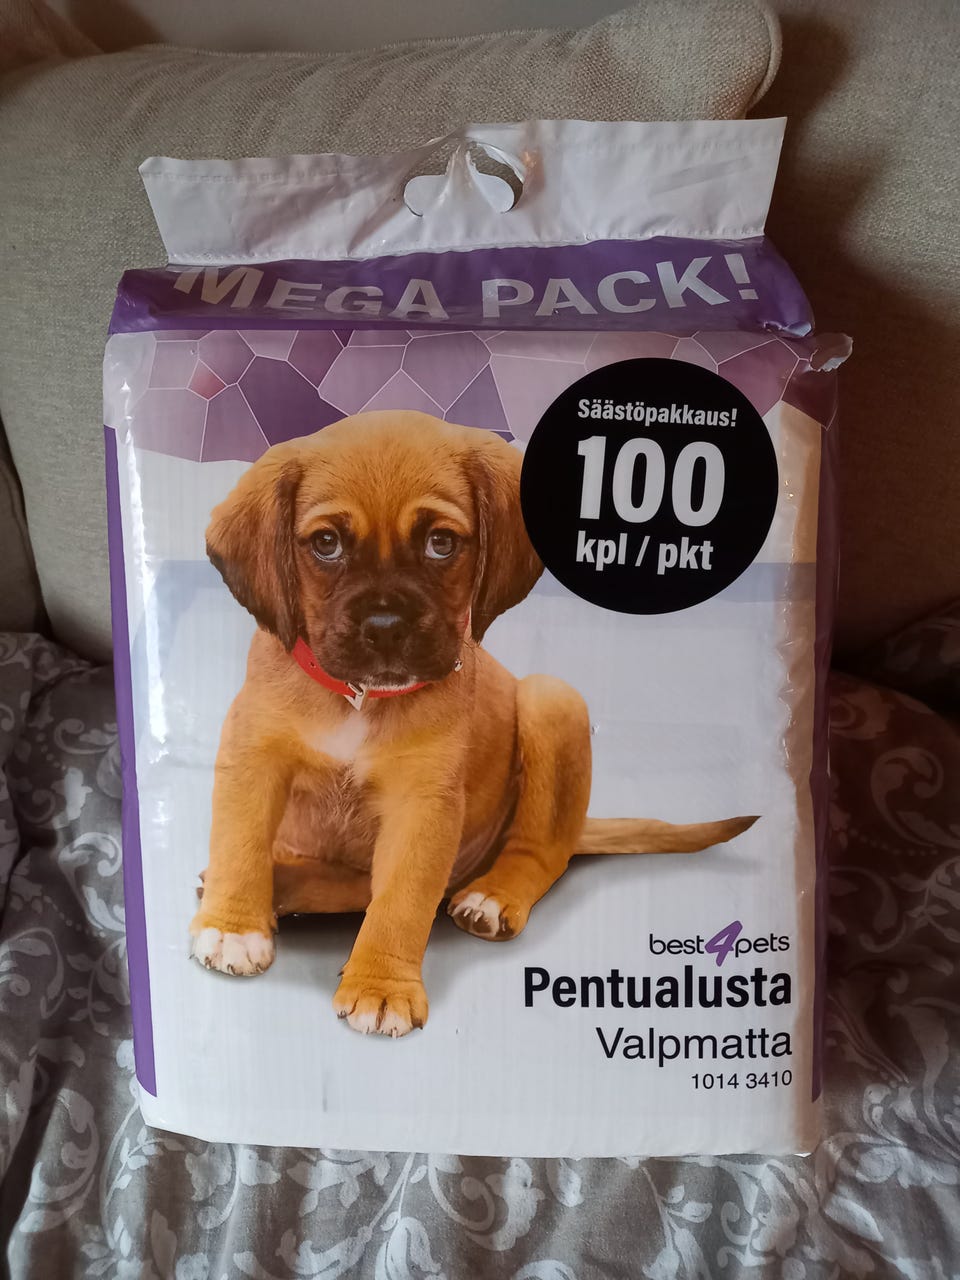 MEGA PACK!
Säästöpakkaus!
100
kpl / pkt
best4pets
Pentualusta
Valpmatta
1014 3410